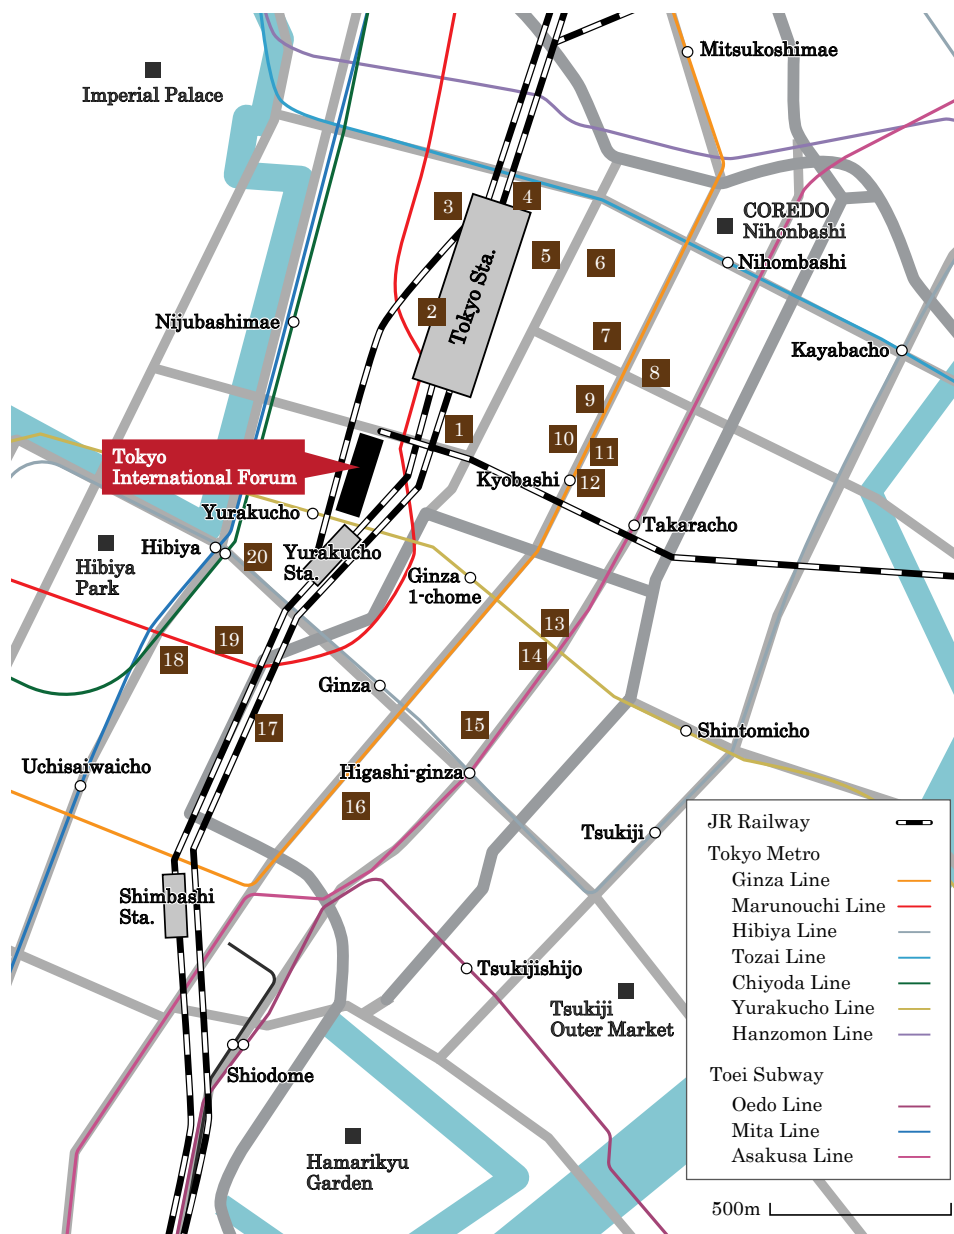 Mitsukoshimae
Imperial Palace
3
4
COREDO
Nihonbashi
5
6
Nihombashi
Tokyo Sta.
2
Nijubashimae
7
Kayabacho
8
9
1
10
11
Tokyo
International Forum
Kyobashi
12
Yurakucho
Takaracho
Hibiya
20
Yurakucho
Sta.
Hibiya
Park
Ginza
1-chome
13
19
14
18
Ginza
17
15
Shintomicho
Uchisaiwaicho
Higashi-ginza
16
Tsukiji
Shimbashi
Sta.
Tsukijishijo
Tsukiji
Outer Market
Shiodome
Hamarikyu
Garden
JR Railway
Tokyo Metro
Ginza Line
Marunouchi Line
Hibiya Line
Tozai Line
Chiyoda Line
Yurakucho Line
Hanzomon Line
Toei Subway
Oedo Line
Mita Line
Asakusa Line
500m